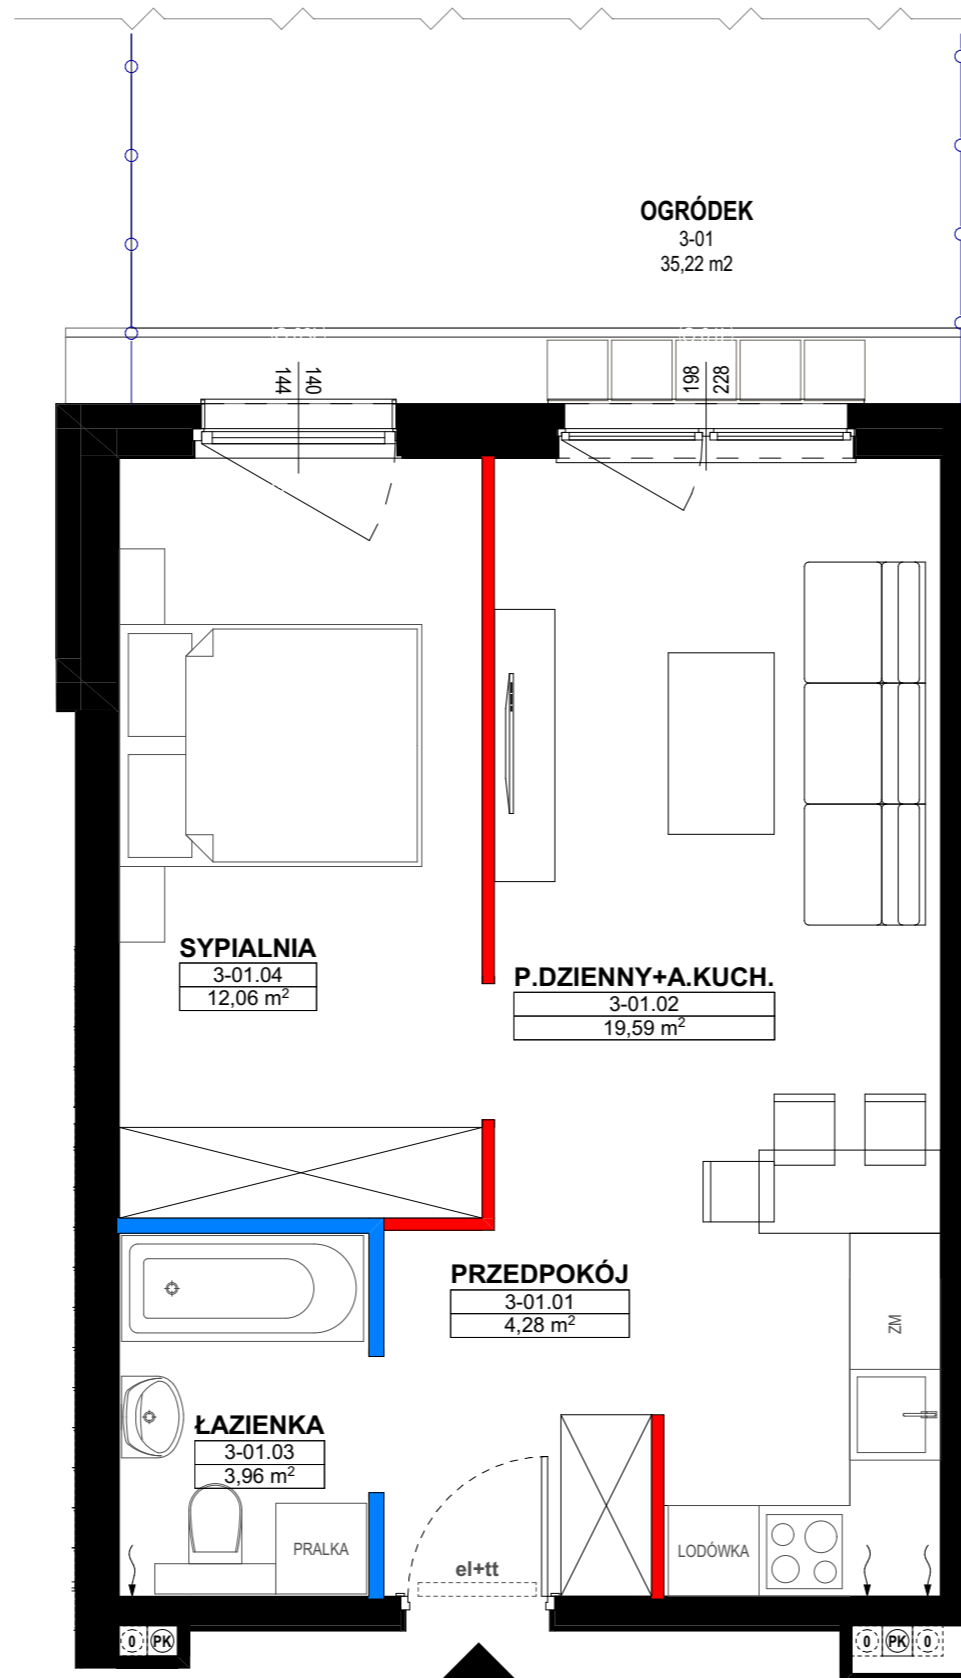 OGRÓDEK
3-01
35,22 m2
144
140
198
228
SYPIALNIA
3-01.04
12,06 m²
P.DZIENNY+A.KUCH.
3-01.02
19,59 m²
PRZEDPOKÓJ
3-01.01
4,28 m²
ZM
ŁAZIENKA
3-01.03
3,96 m²
PRALKA
LODÓWKA
el+tt
0 PK
0 PK 0